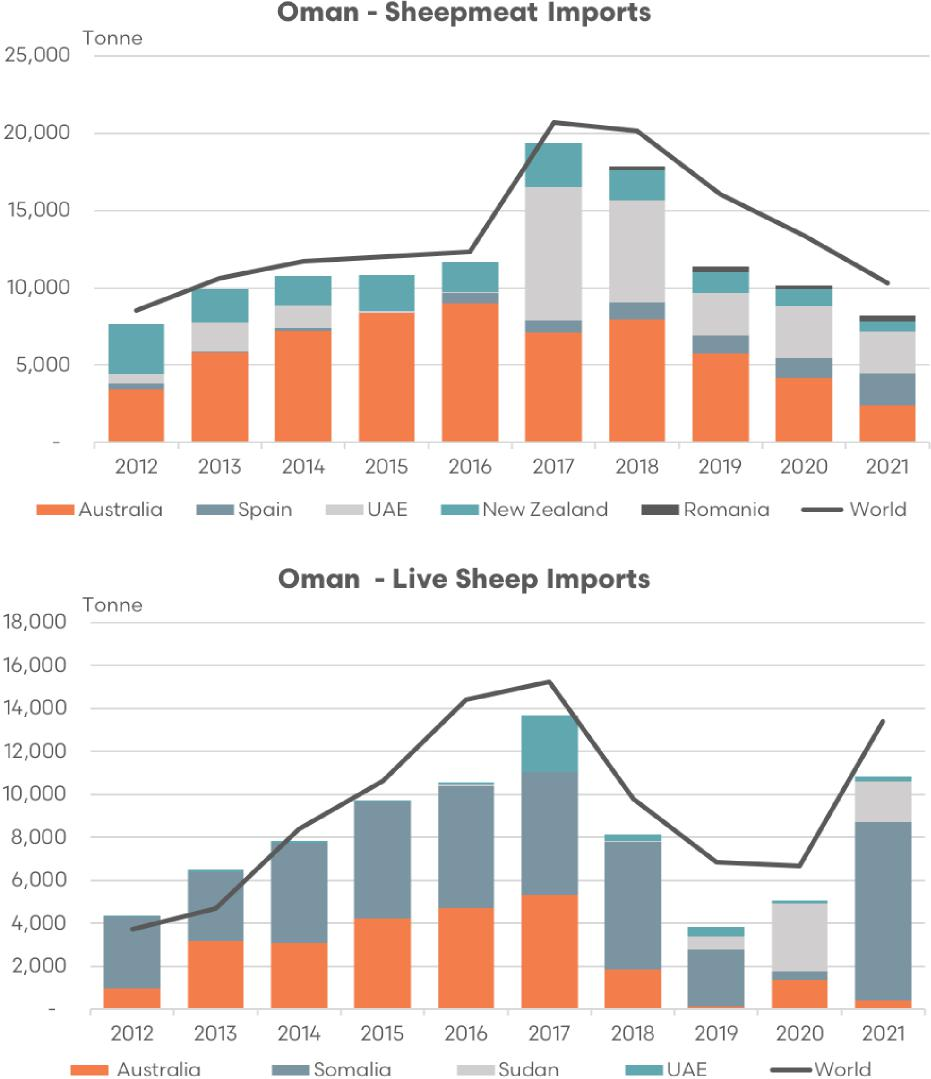 Oman - Sheepmeat Imports
Tonne
25,000
20,000
15,000
10,000
5,000
-
2012 2013 2014 2015 2016 2017 2018 2019 2020 2021
Australia Spain UAE New Zealand Romania World
Oman - Live Sheep Imports
Tonne
18,000
16,000
14,000
12,000
10,000
8,000
6,000
4,000
2,000
-
2012 2013 2014 2015 2016 2017 2018 2019 2020 2021
Australia Somalia Sudan UAE World